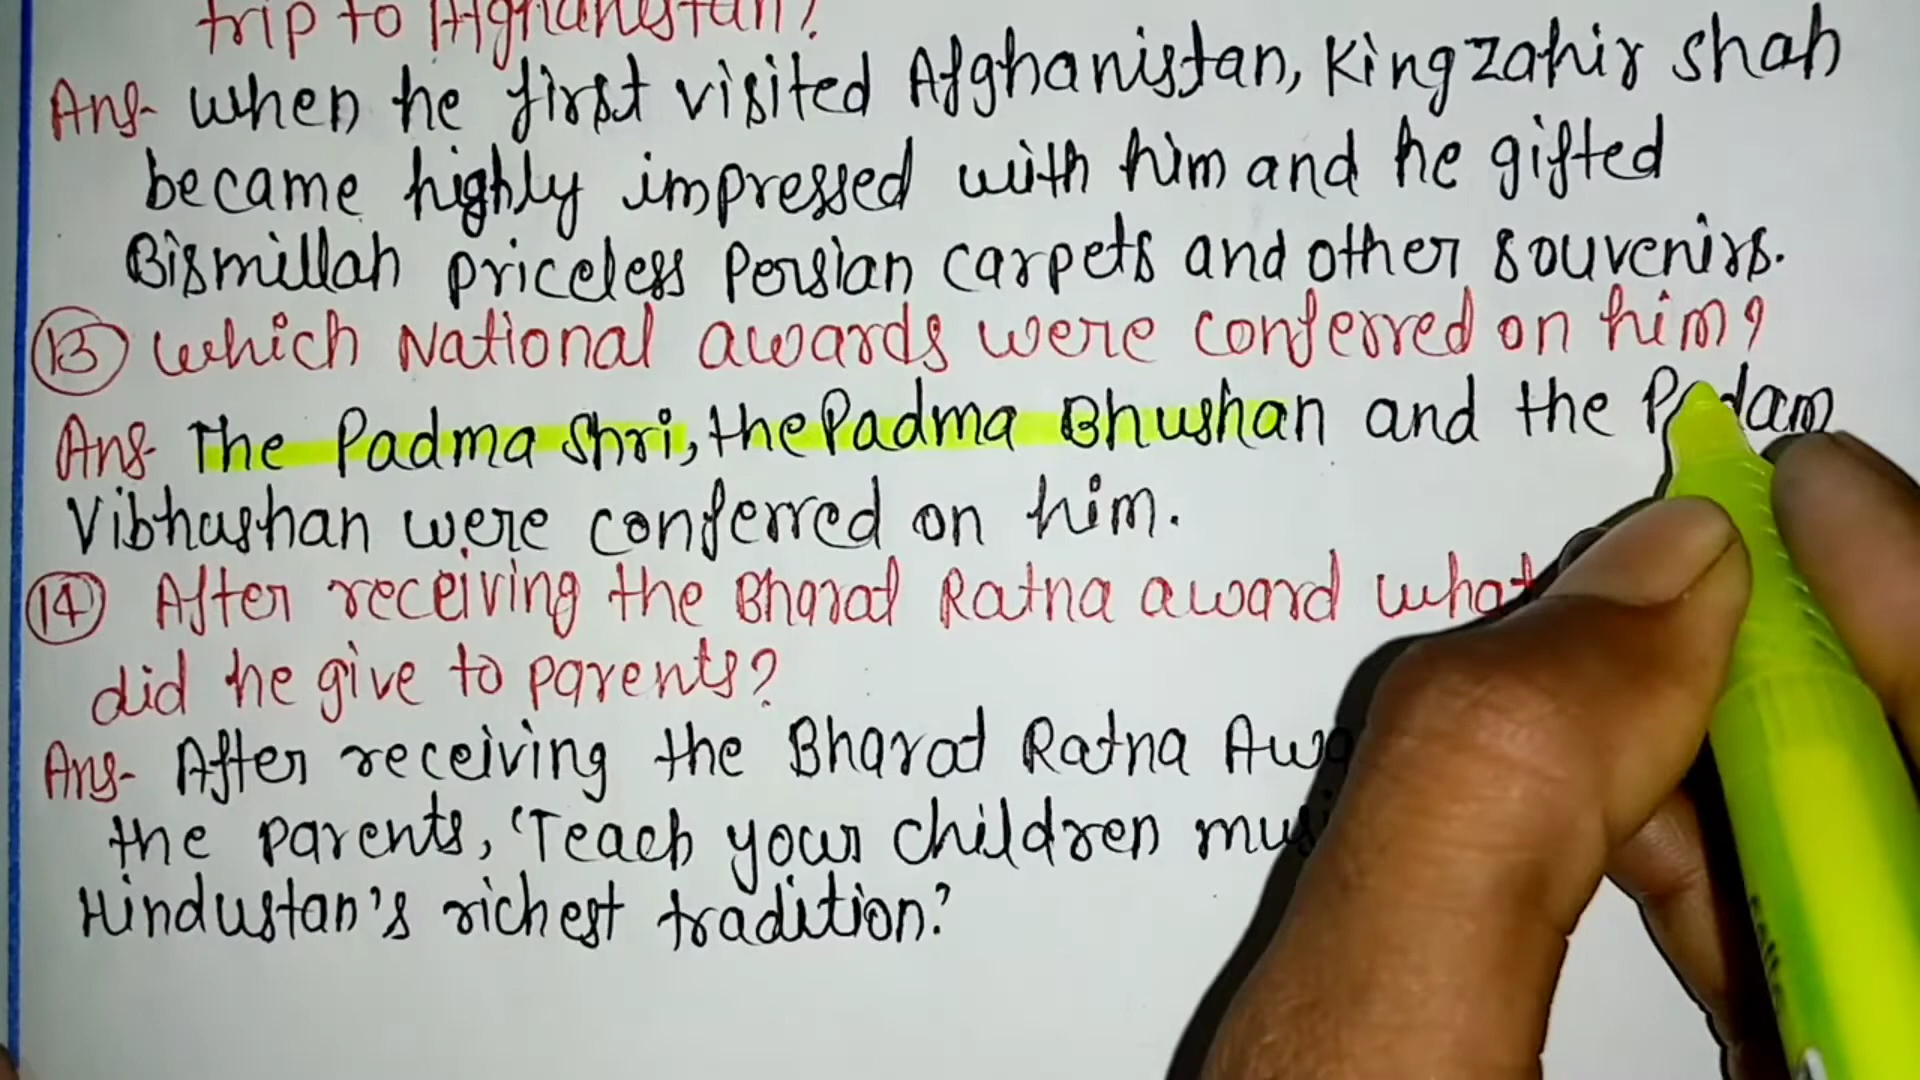 trip to Afghanistan?
Ans- when he first visited Afghanistan, King Zahir Shah
became highly impressed with him and he gifted
Bismillah priceless Persian carpets and other souvenirs.
13 which National awards were conferred on him?
Ans- The Padma Shri, the Padma Bhushan and the Padam
Vibhushan were conferred on him.
14 After receiving the Bharat Ratna award what
did he give to parents?
Ans- After receiving the Bharat Ratna
the parents, 'Teach your children
Hindustan's richest tradition.'